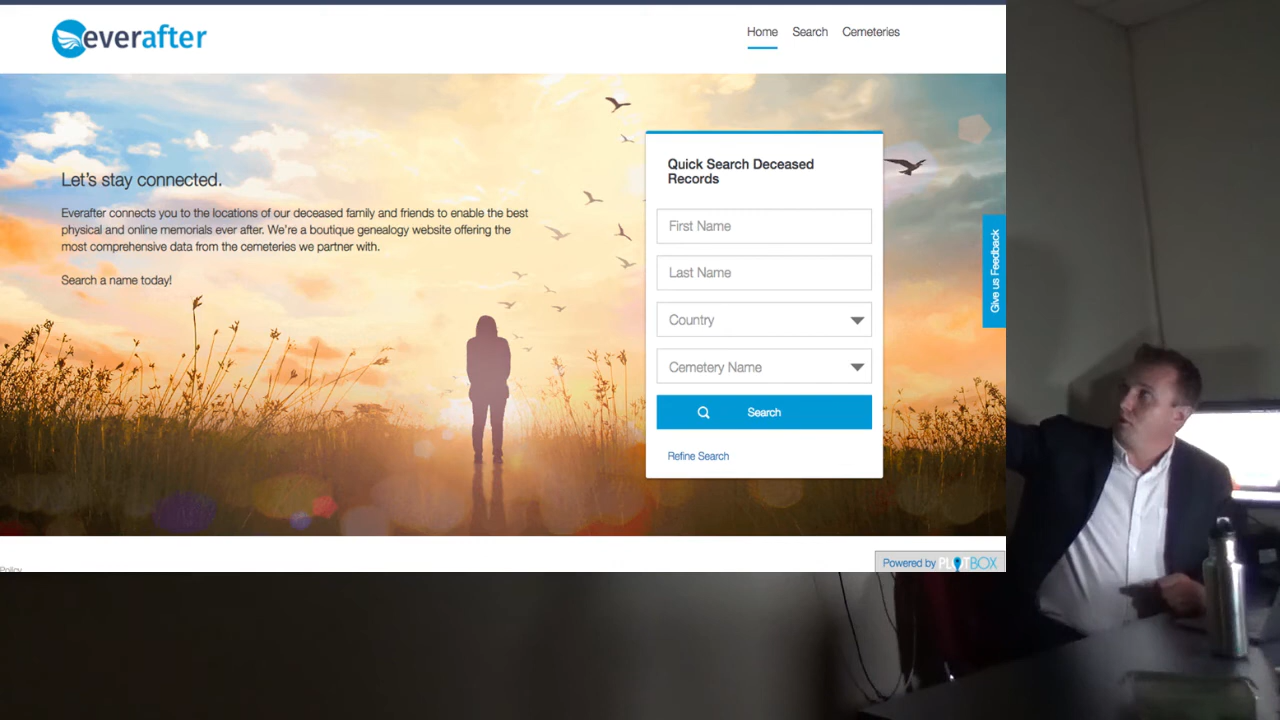 everafter
Home Search Cemeteries
Let's stay connected.
Everafter connects you to the locations of our deceased family and friends to enable the best
physical and online memorials ever after. We're a boutique genealogy website offering the
most comprehensive data from the cemeteries we partner with.
Search a name today!
Quick Search Deceased
Records
First Name
Last Name
Country
Cemetery Name
Search
Refine Search
Give us Feedback
Policy
Powered by PLOTBOX